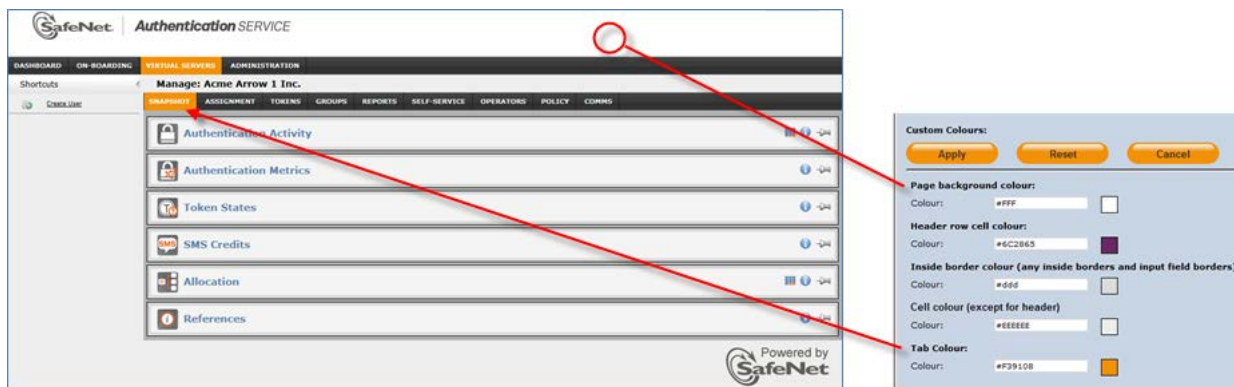 SafeNet. Authentication SERVICE
DASHBOARD ON-BOARDING VIRTUAL SERVERS ADMINISTRATION
Shortcuts
Manage: Acme Arrow 1 Inc.
Create User
SNAPSHOT ASSIGNMENT TOKENS GROUPS REPORTS SELF-SERVICE OPERATORS POLICY COMMS
Authentication Activity
Authentication Metrics
Token States
SMS SMS Credits
Allocation
References
Powered by
SafeNet
Custom Colours:
Apply Reset Cancel
Page background colour:
Colour: #FFF
Header row cell colour:
Colour: #6C2865
Inside border colour (any inside borders and input field borders)
Colour: #ddd
Cell colour (except for header)
Colour: #EEEEEE
Tab Colour:
Colour: #F39108